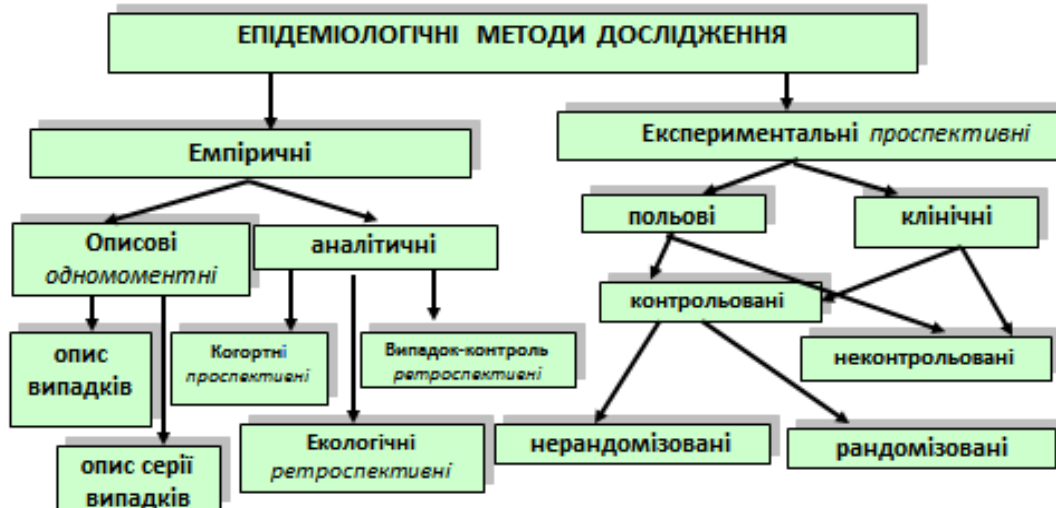 ЕПІДЕМІОЛОГІЧНІ МЕТОДИ ДОСЛІДЖЕННЯ
Емпіричні
Експериментальні проспективні
Описові
одномоментні
аналітичні
польові
клінічні
опис
випадків
опис серії
випадків
Когортні
проспективні
Екологічні
ретроспективні
Випадок-контроль
ретроспективні
контрольовані
неконтрольовані
нерандомізовані
рандомізовані